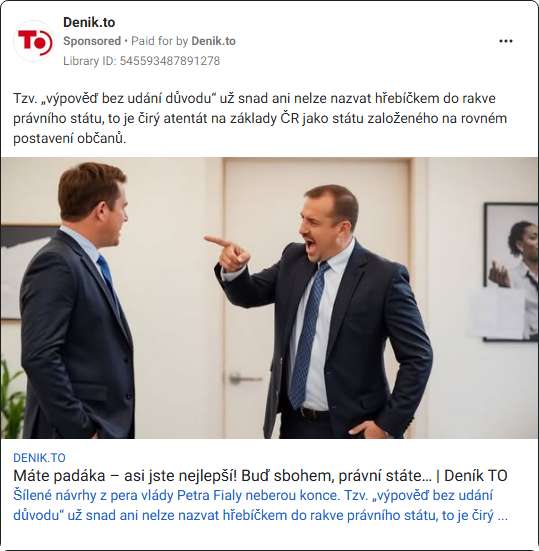 Denik.to
Sponsored • Paid for by Denik.to
Library ID: 545593487891278
TO
Tzv. „výpověď bez udání důvodu“ už snad ani nelze nazvat hřebíčkem do rakve
právního státu, to je čirý atentát na základy ČR jako státu založeného na rovném
postavení občanů.
DENIK.TO
Máte padáka – asi jste nejlepší! Buď sbohem, právní státe… | Deník TO
Šílené návrhy z pera vlády Petra Fialy neberou konce. Tzv. „výpověď bez udání
důvodu“ už snad ani nelze nazvat hřebíčkem do rakve právního státu, to je čirý ...